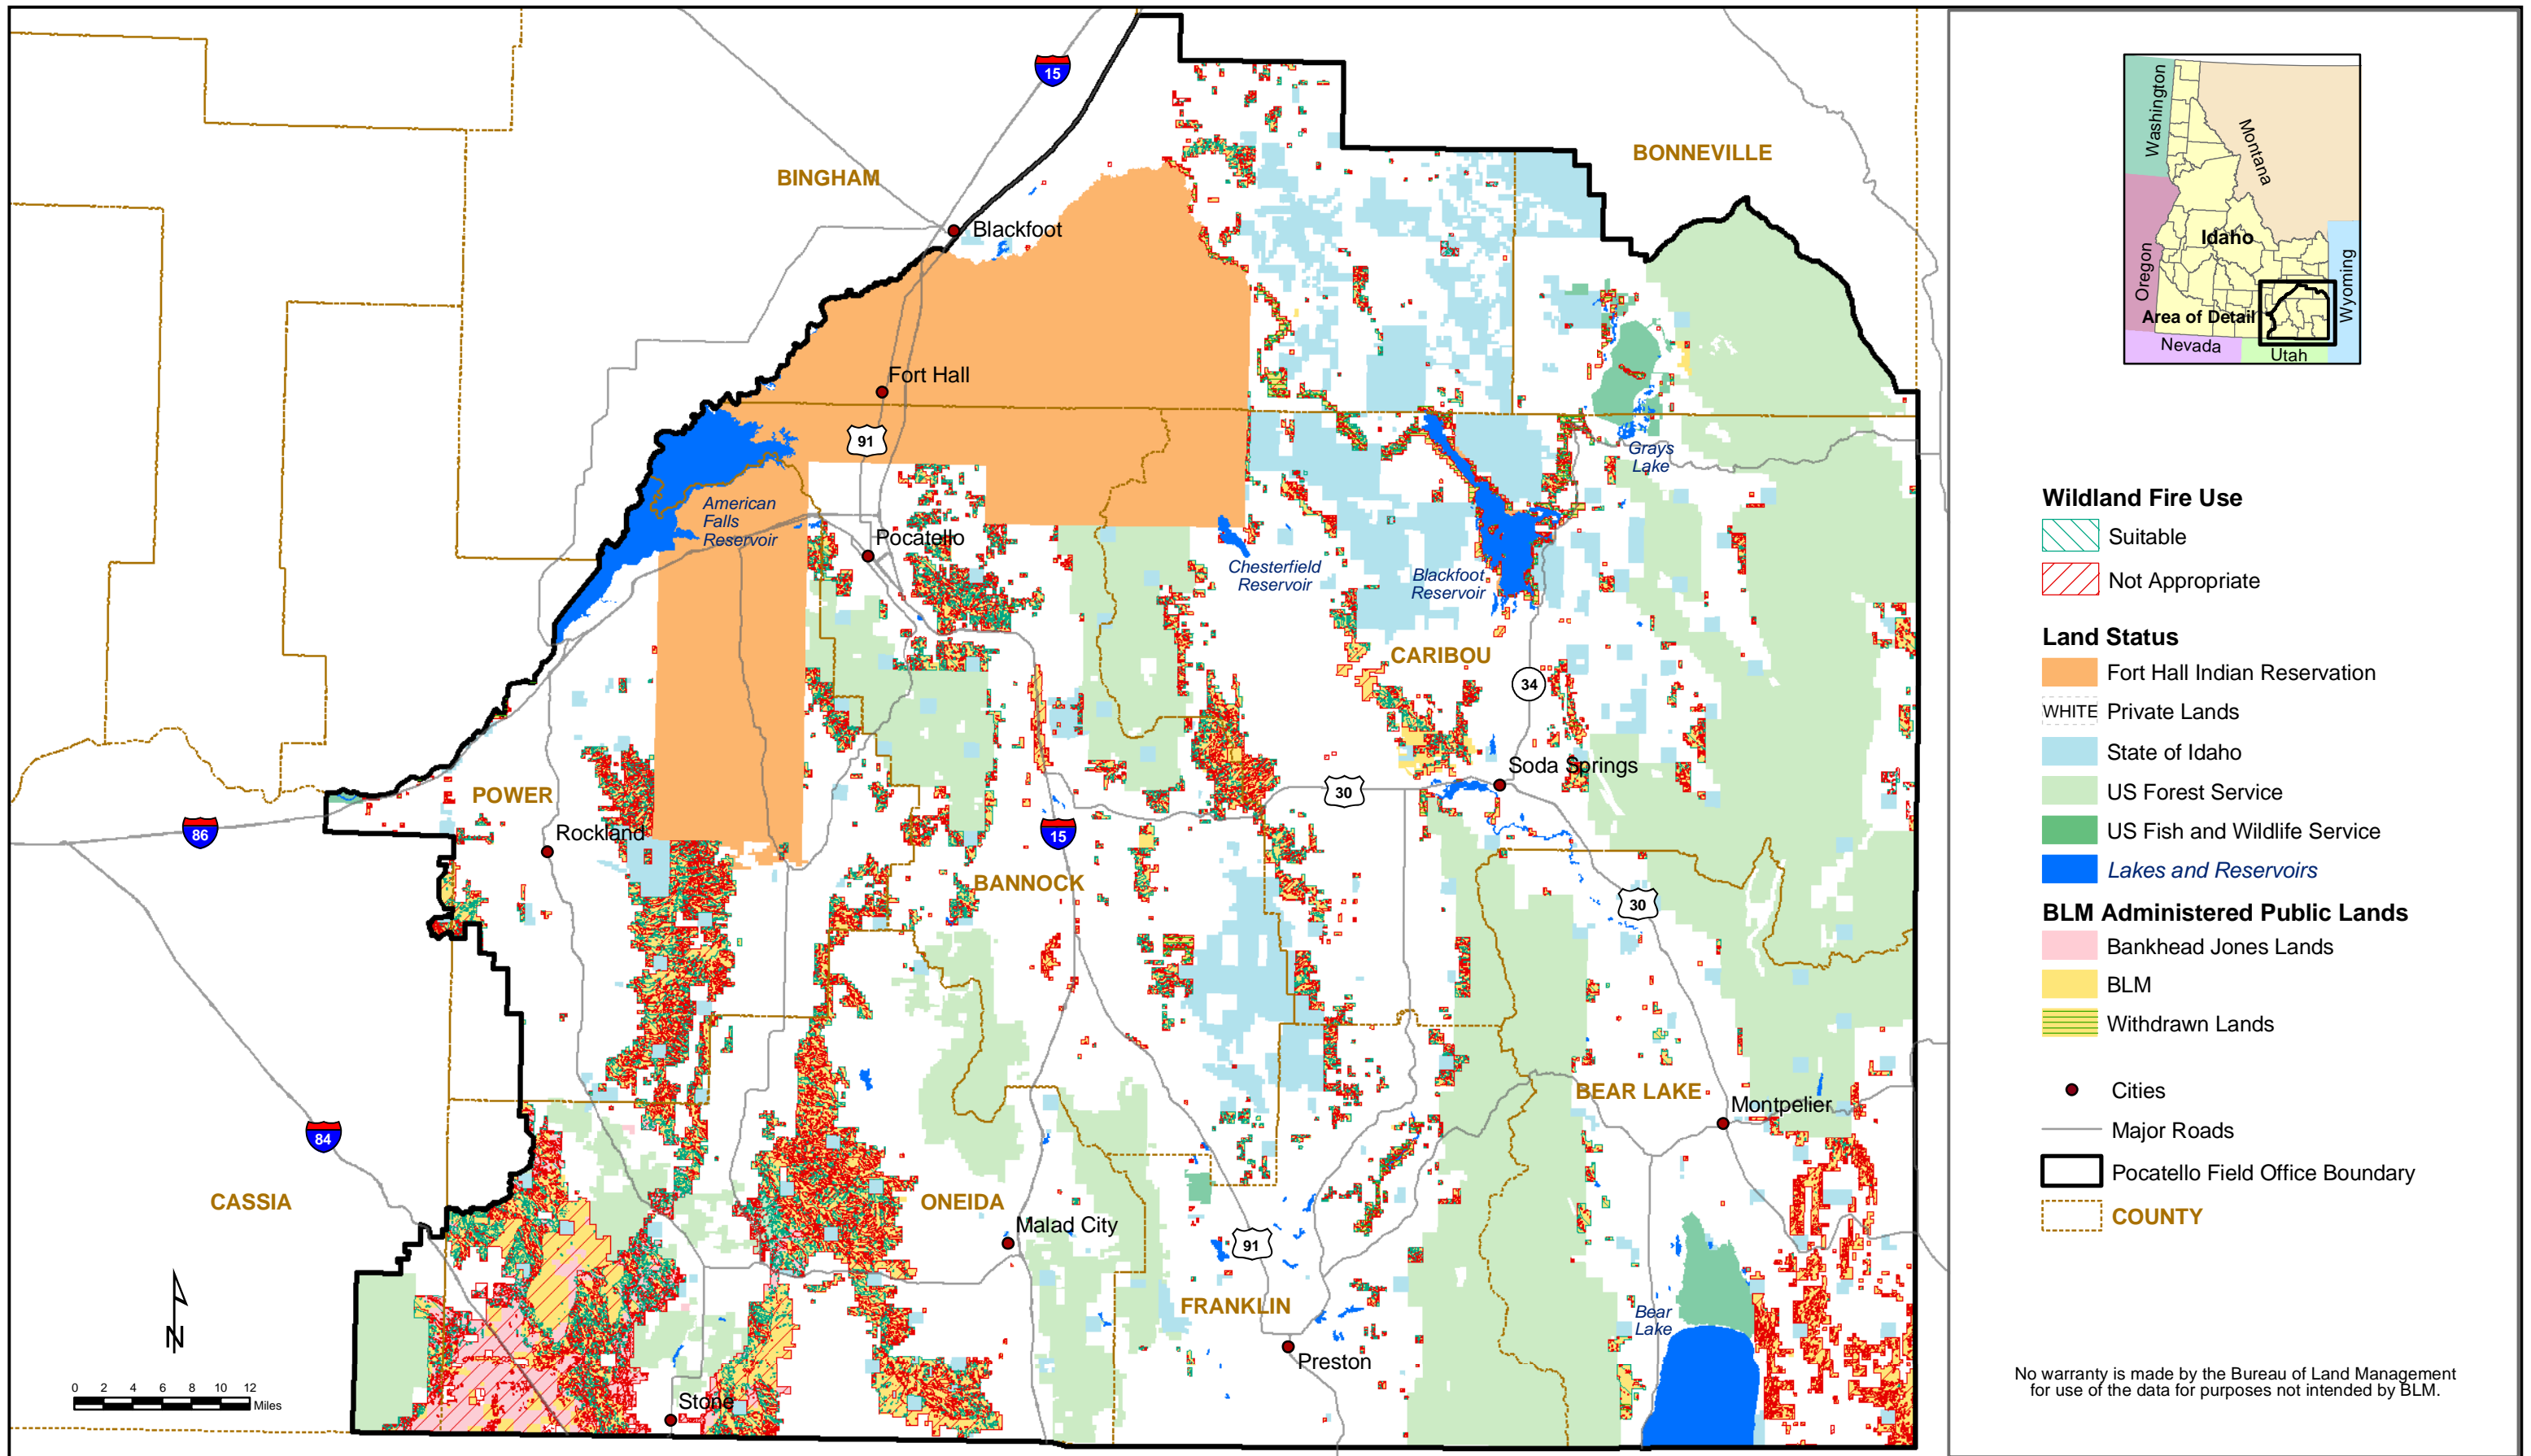 15
BINGHAM
BONNEVILLE
Blackfoot
Fort Hall
91
American
Falls
Reservoir
Pocatello
Grays
Lake
Chesterfield
Reservoir
Blackfoot
Reservoir
CARIBOU
34
Soda Springs
POWER
30
86
Rockland
15
BANNOCK
30
BEAR LAKE
Montpelier
84
CASSIA
ONEIDA
Malad City
91
FRANKLIN
Bear
Lake
Preston
Stone
N
0 2 4 6 8 10 12
Miles
Washington
Montana
Oregon
Idaho
Wyoming
Area of Detail
Nevada
Utah
Wildland Fire Use
Suitable
Not Appropriate
Land Status
Fort Hall Indian Reservation
WHITE Private Lands
State of Idaho
US Forest Service
US Fish and Wildlife Service
Lakes and Reservoirs
BLM Administered Public Lands
Bankhead Jones Lands
BLM
Withdrawn Lands
Cities
Major Roads
Pocatello Field Office Boundary
COUNTY
No warranty is made by the Bureau of Land Management
for use of the data for purposes not intended by BLM.